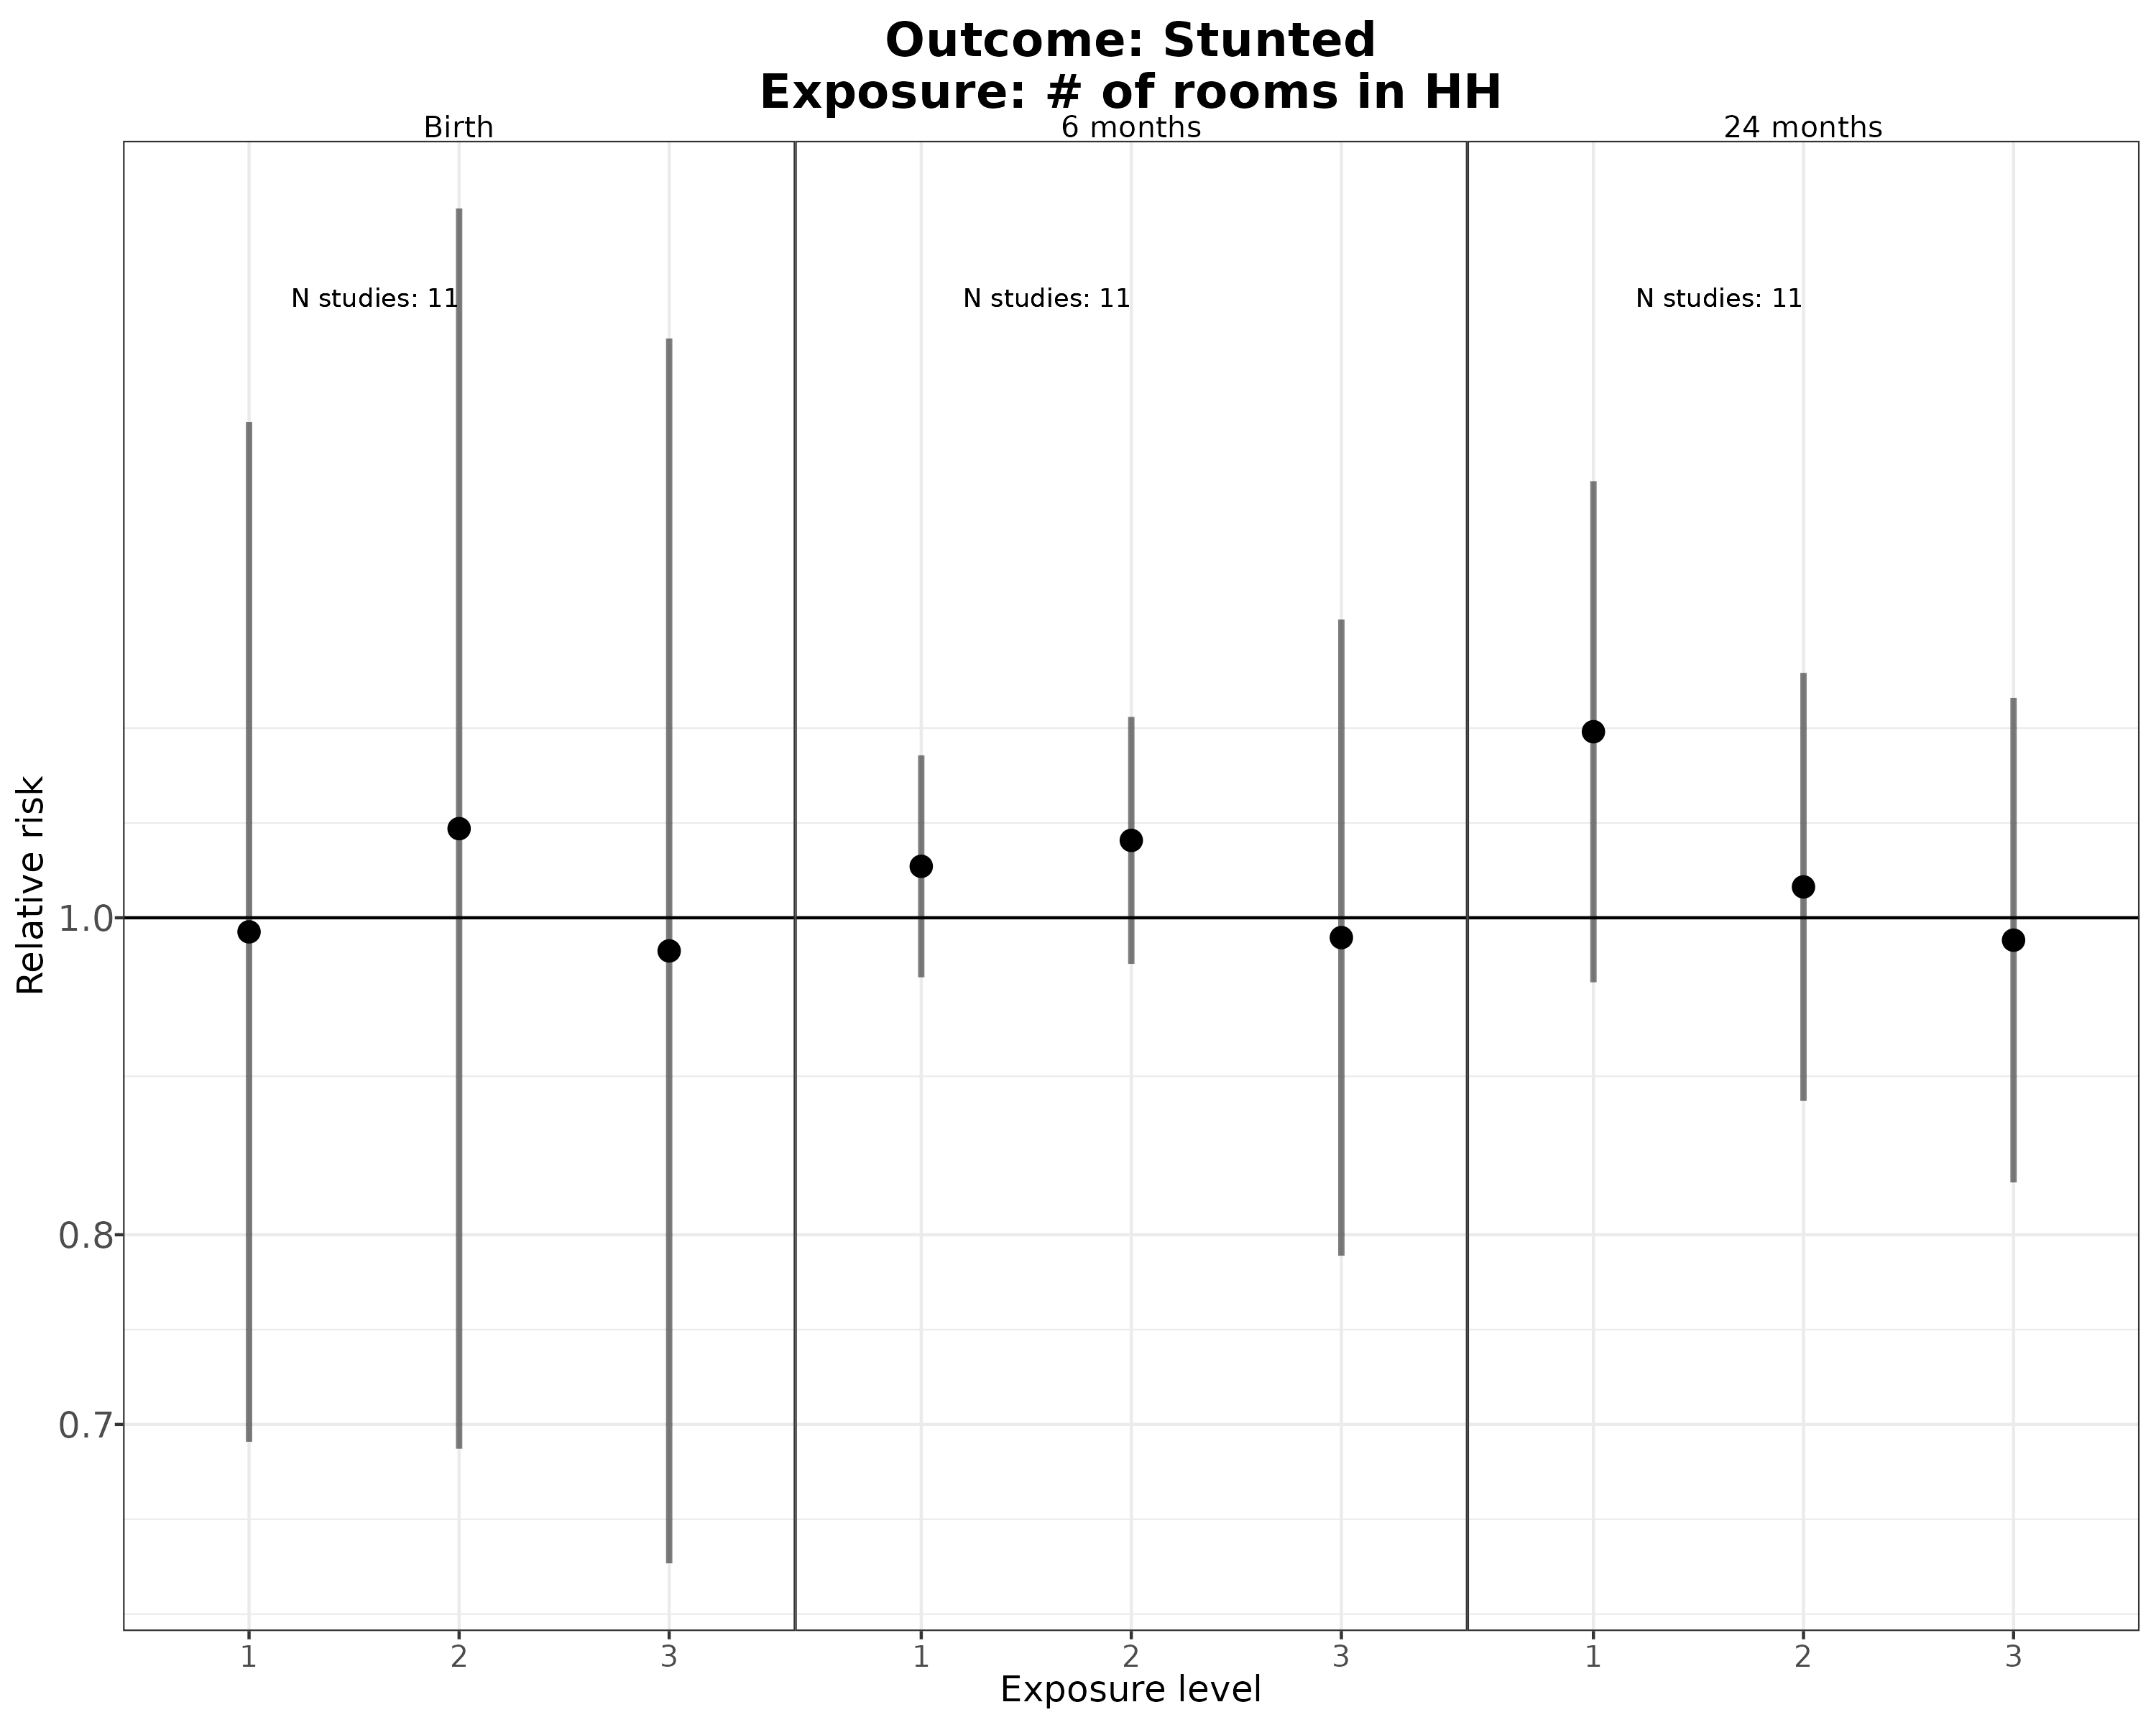 Outcome: Stunted
Exposure: # of rooms in HH
Birth 6 months 24 months
N studies: 11 N studies: 11 N studies: 11
Relative risk
1.0
0.8
0.7
1 2 3 1 2 3 1 2 3
Exposure level